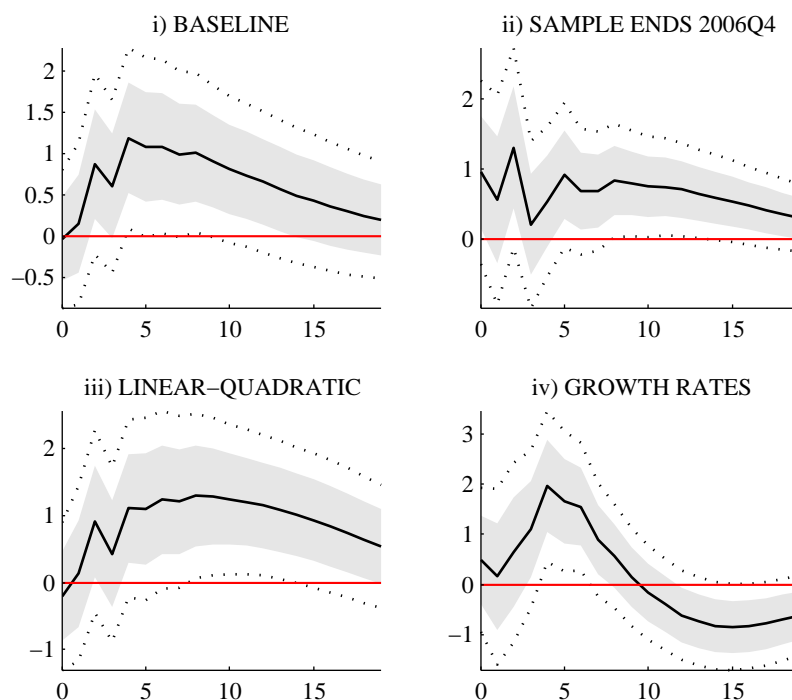 i) BASELINE
2
1.5
1
0.5
0
−0.5
0 5 10 15
ii) SAMPLE ENDS 2006Q4
2
1
0
0 5 10 15
iii) LINEAR−QUADRATIC
2
1
0
−1
0 5 10 15
iv) GROWTH RATES
3
2
1
0
−1
0 5 10 15